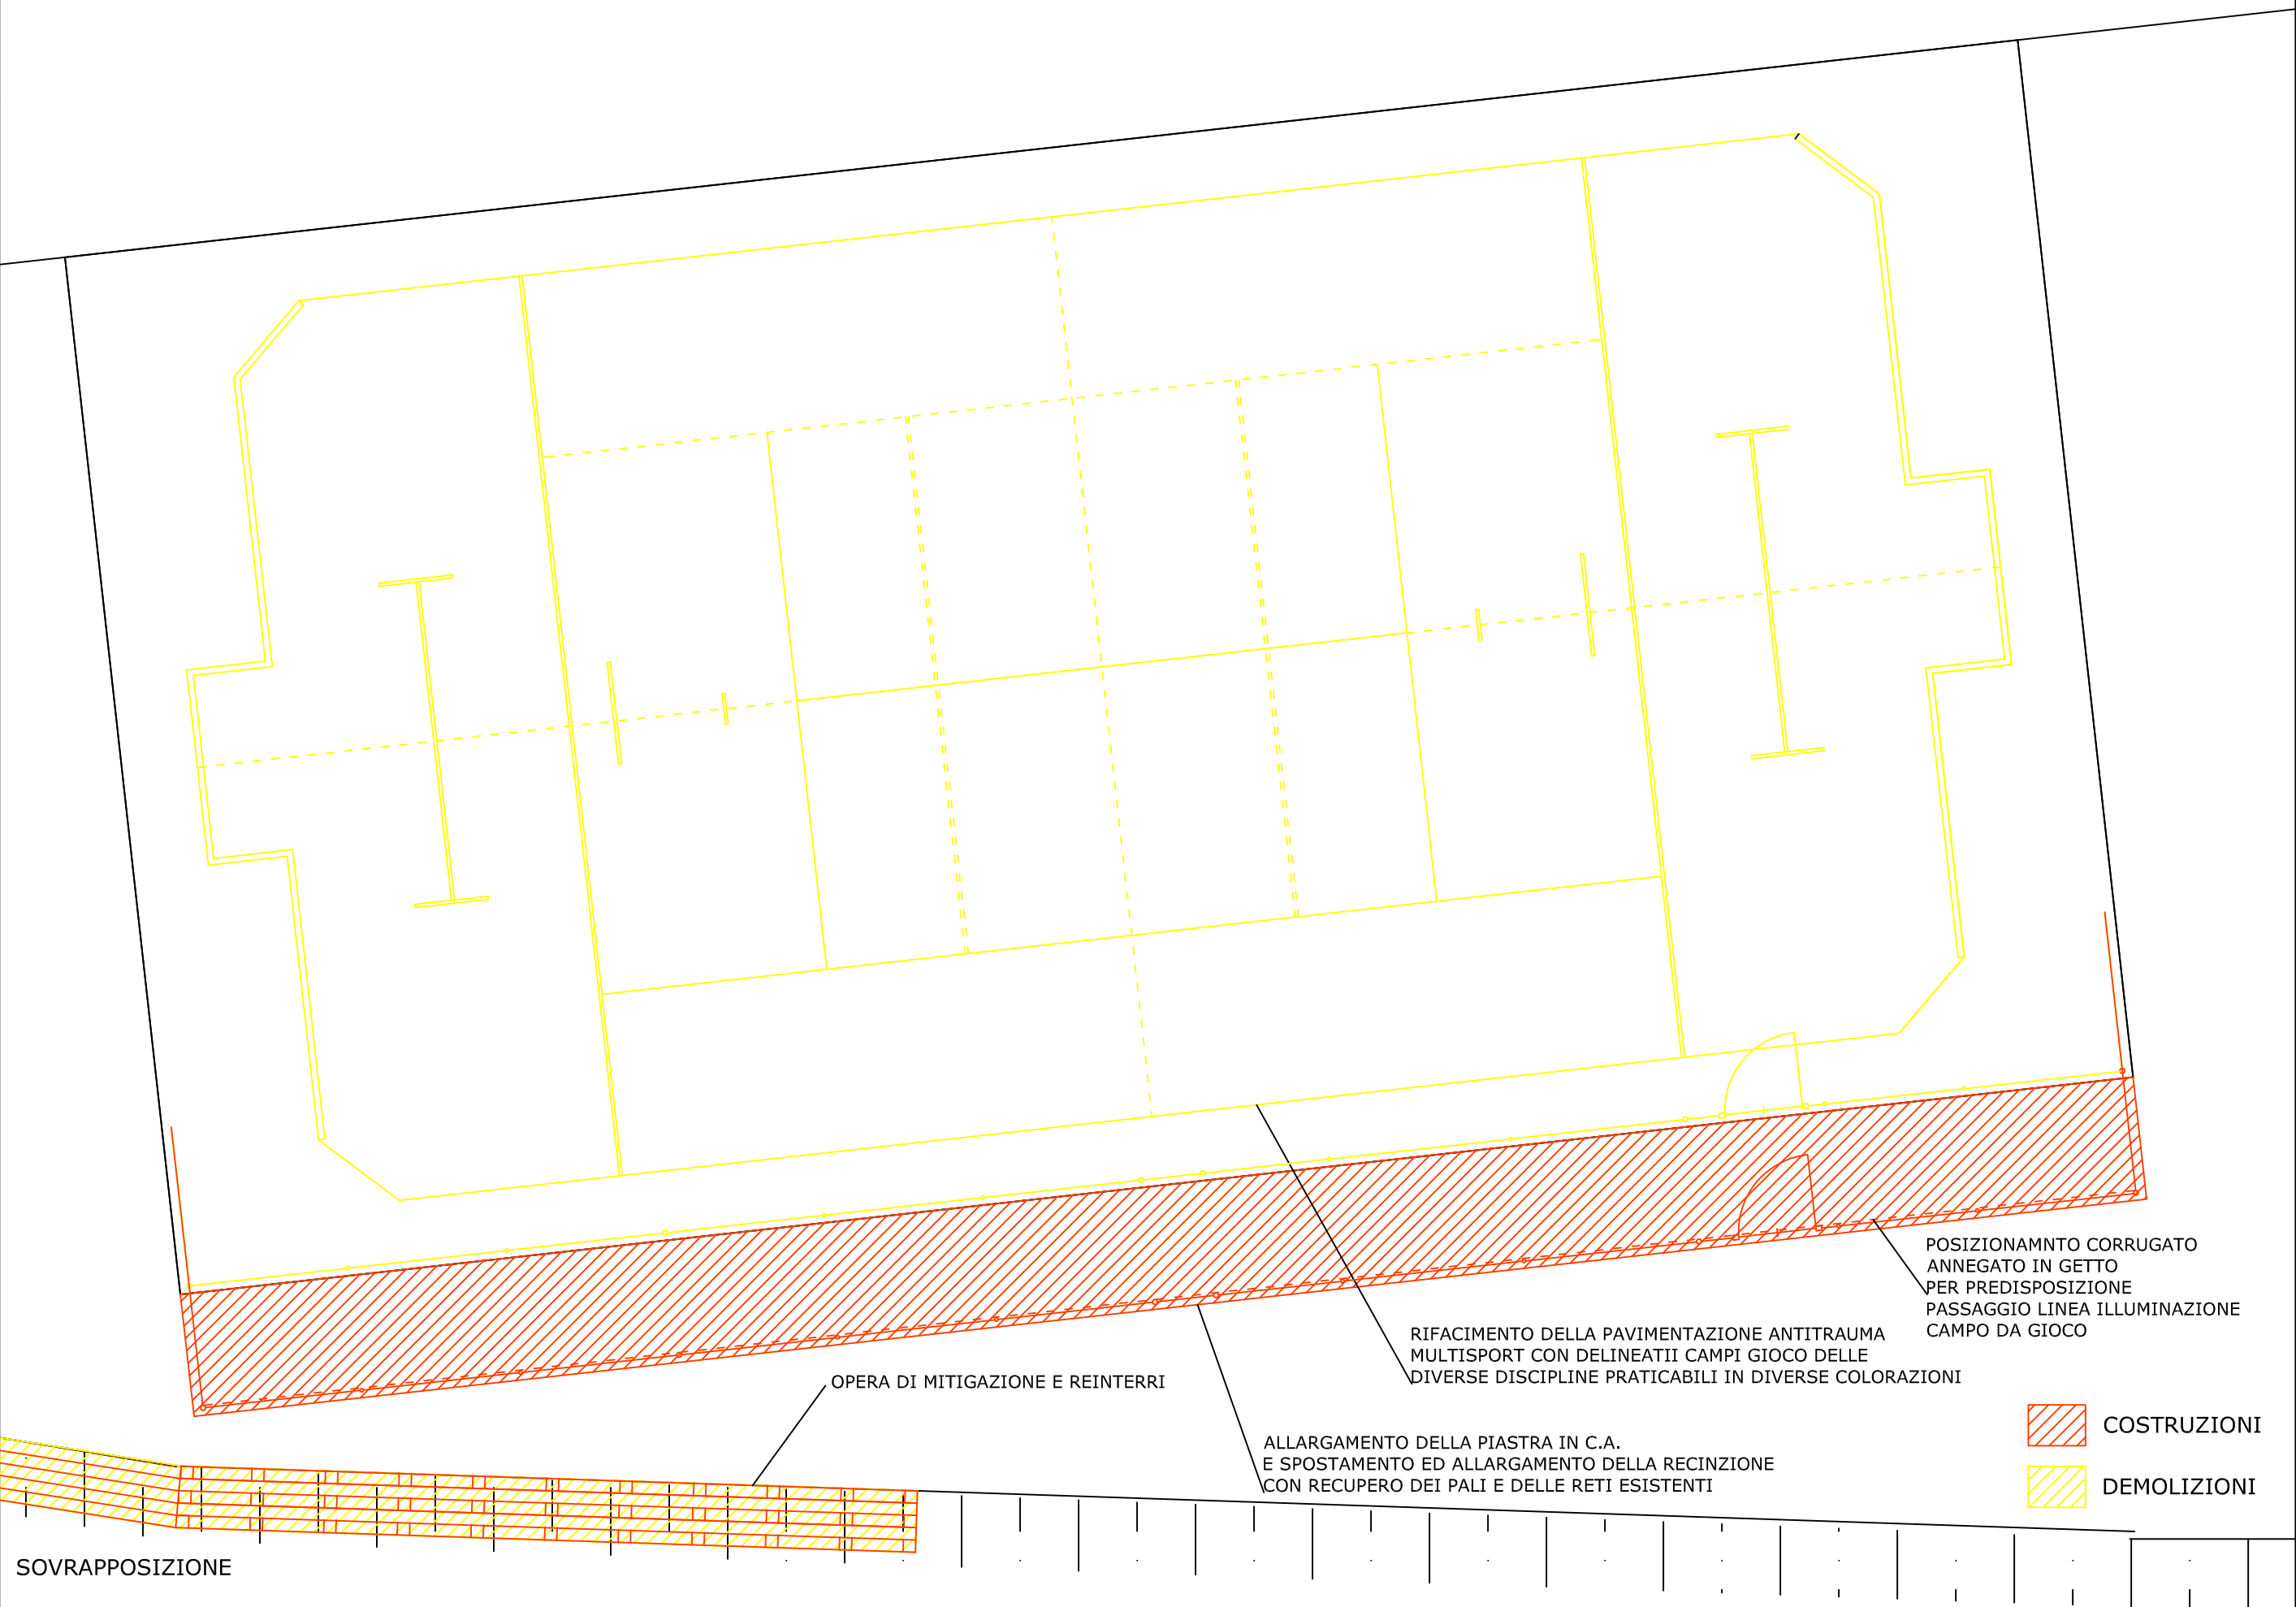 POSIZIONAMNTO CORRUGATO
ANNEGATO IN GETTO
PER PREDISPOSIZIONE
PASSAGGIO LINEA ILLUMINAZIONE
CAMPO DA GIOCO
RIFACIMENTO DELLA PAVIMENTAZIONE ANTITRAUMA
MULTISPORT CON DELINEATII CAMPI GIOCO DELLE
DIVERSE DISCIPLINE PRATICABILI IN DIVERSE COLORAZIONI
OPERA DI MITIGAZIONE E REINTERRI
ALLARGAMENTO DELLA PIASTRA IN C.A.
E SPOSTAMENTO ED ALLARGAMENTO DELLA RECINZIONE
CON RECUPERO DEI PALI E DELLE RETI ESISTENTI
COSTRUZIONI
DEMOLIZIONI
SOVRAPPOSIZIONE